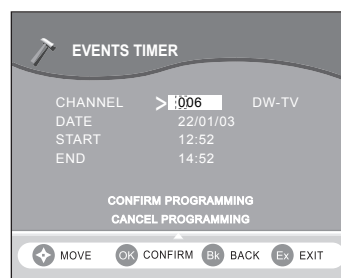 EVENTS TIMER
CHANNEL > 006 DW-TV
DATE 22/01/03
START 12:52
END 14:52
CONFIRM PROGRAMMING
CANCEL PROGRAMMING
MOVE OK CONFIRM Bk BACK Ex EXIT